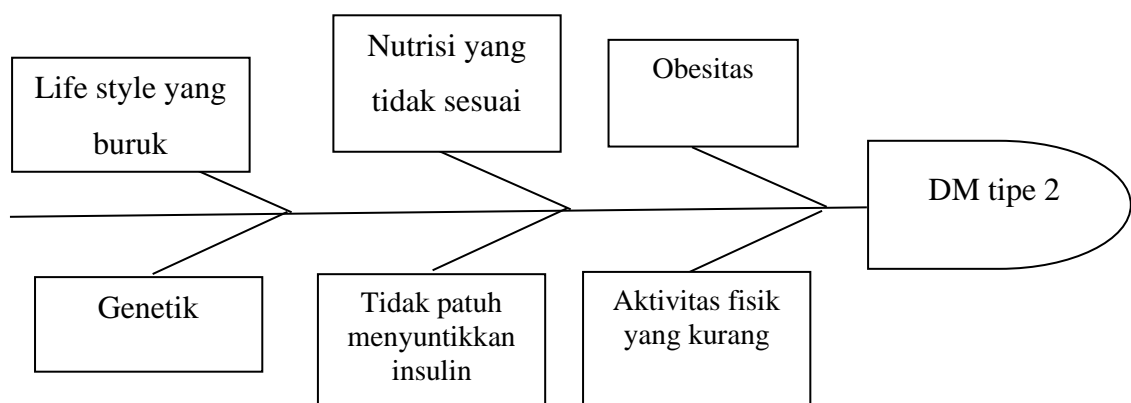 Life style yang
buruk
Nutrisi yang
tidak sesuai
Obesitas
DM tipe 2
Genetik
Tidak patuh
menyuntikkan
insulin
Aktivitas fisik
yang kurang